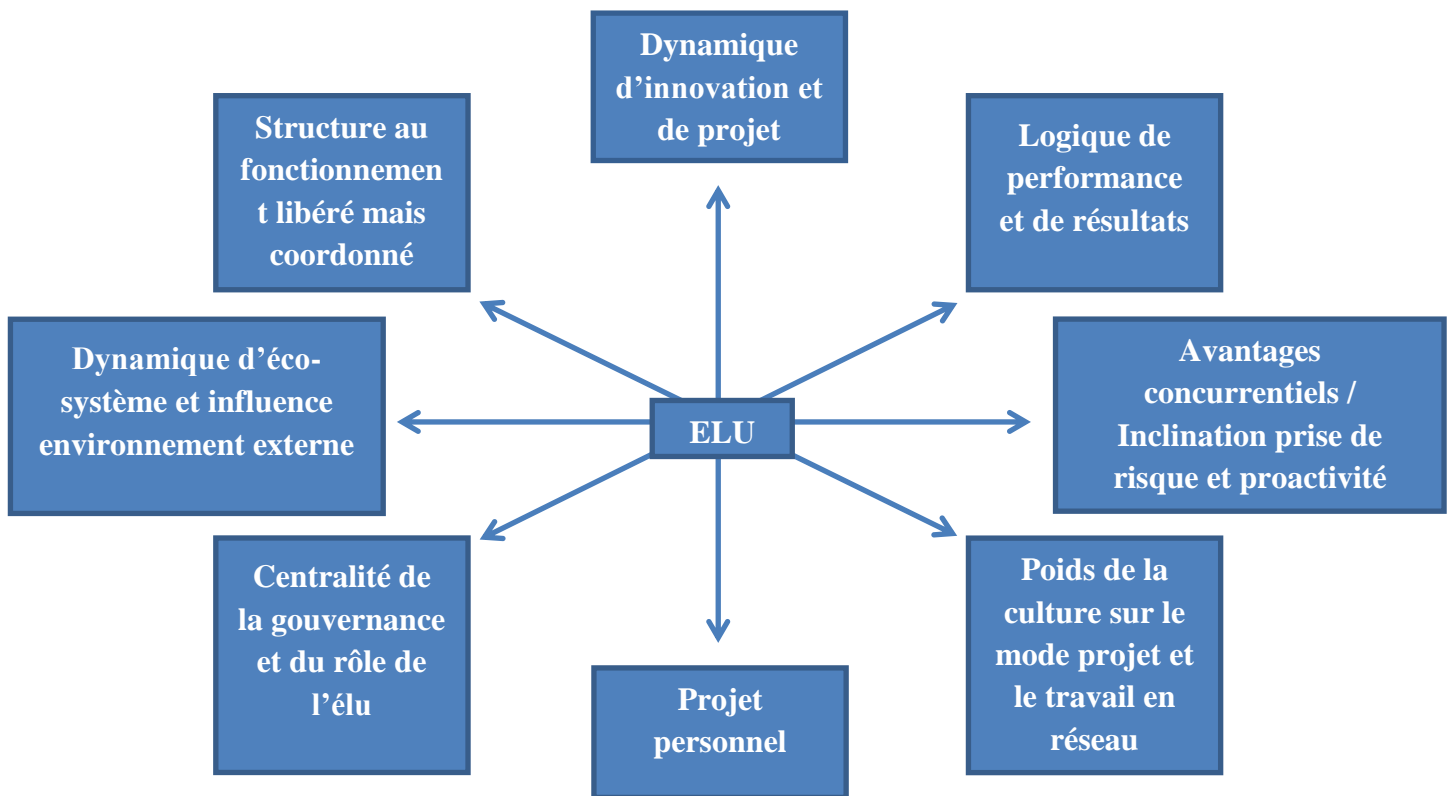 Dynamique
d’innovation et
de projet
Structure au
fonctionnemen
t libéré mais
coordonné
Logique de
performance
et de résultats
Dynamique d’éco-
système et influence
environnement externe
ELU
Avantages
concurrentiels /
Inclination prise de
risque et proactivité
Centralité de
la gouvernance
et du rôle de
l’élu
Projet
personnel
Poids de la
culture sur le
mode projet et
le travail en
réseau